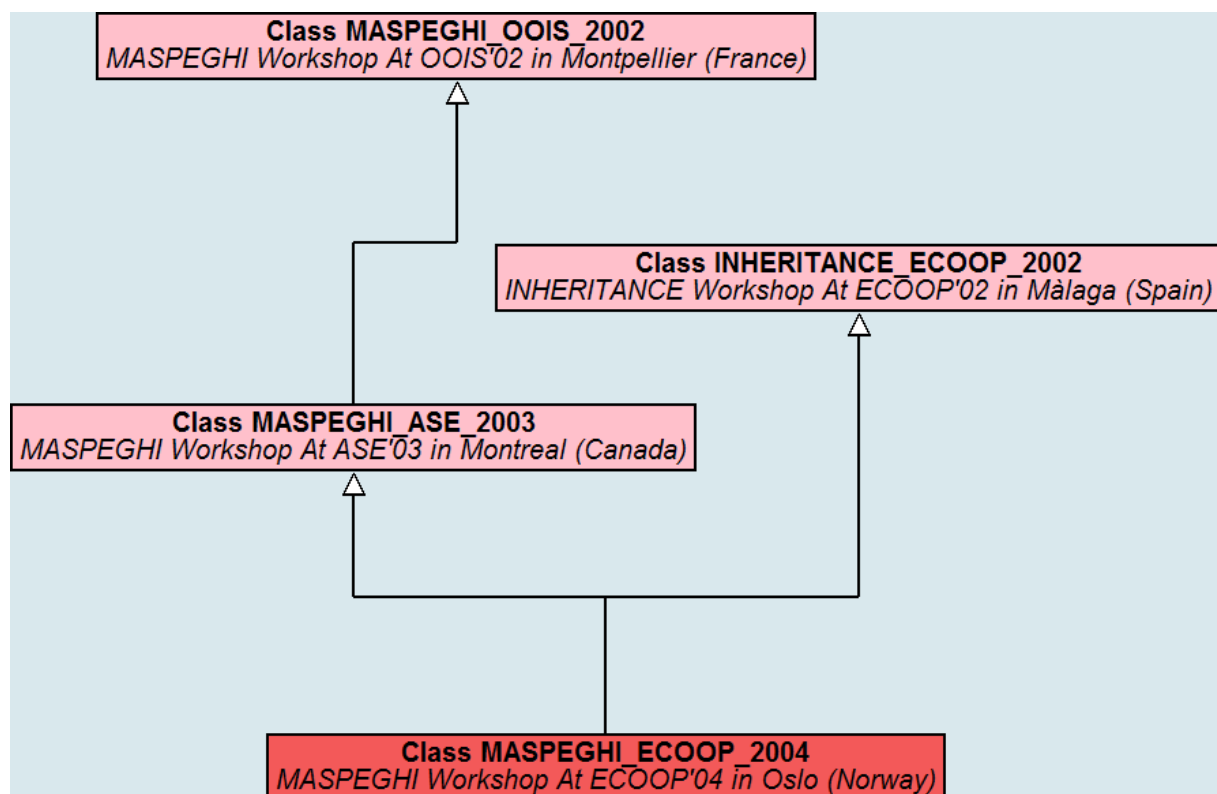 Class MASPEGHI_OOIS_2002
MASPEGHI Workshop At OOIS'02 in Montpellier (France)
Class INHERITANCE_ECOOP_2002
INHERITANCE Workshop At ECOOP'02 in Màlaga (Spain)
Class MASPEGHI_ASE_2003
MASPEGHI Workshop At ASE'03 in Montreal (Canada)
Class MASPEGHI_ECOOP_2004
MASPEGHI Workshop At ECOOP'04 in Oslo (Norway)